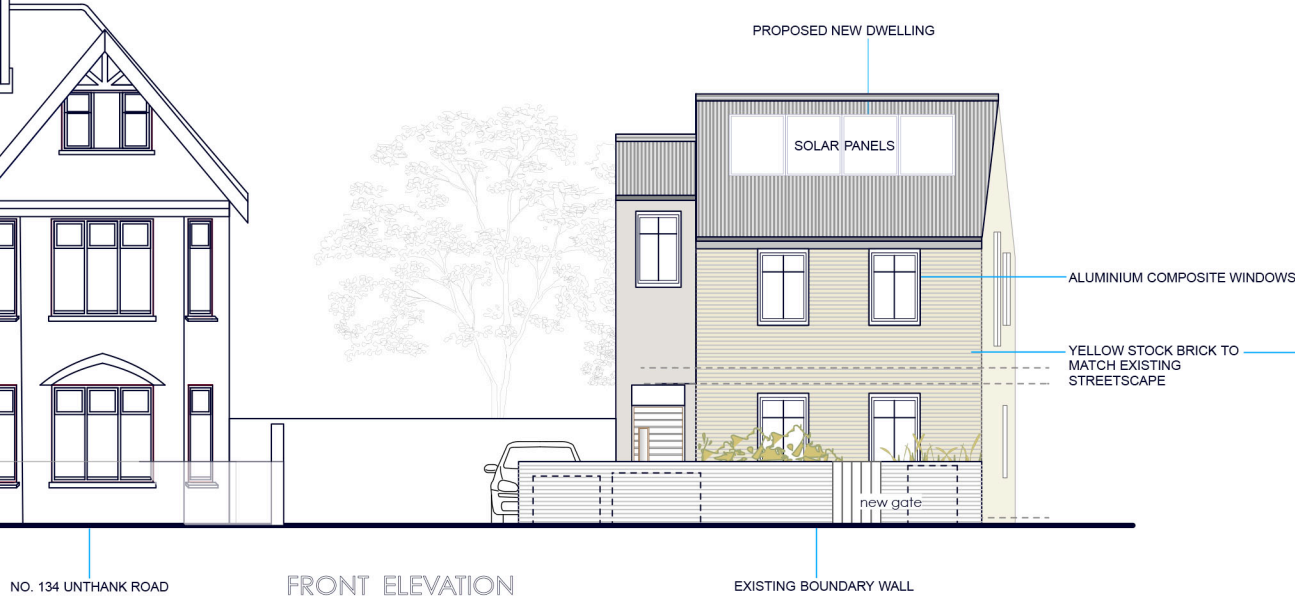 PROPOSED NEW DWELLING
SOLAR PANELS
ALUMINIUM COMPOSITE WINDOWS
YELLOW STOCK BRICK TO
MATCH EXISTING
STREETSCAPE
new gate
NO. 134 UNTHANK ROAD
FRONT ELEVATION
EXISTING BOUNDARY WALL